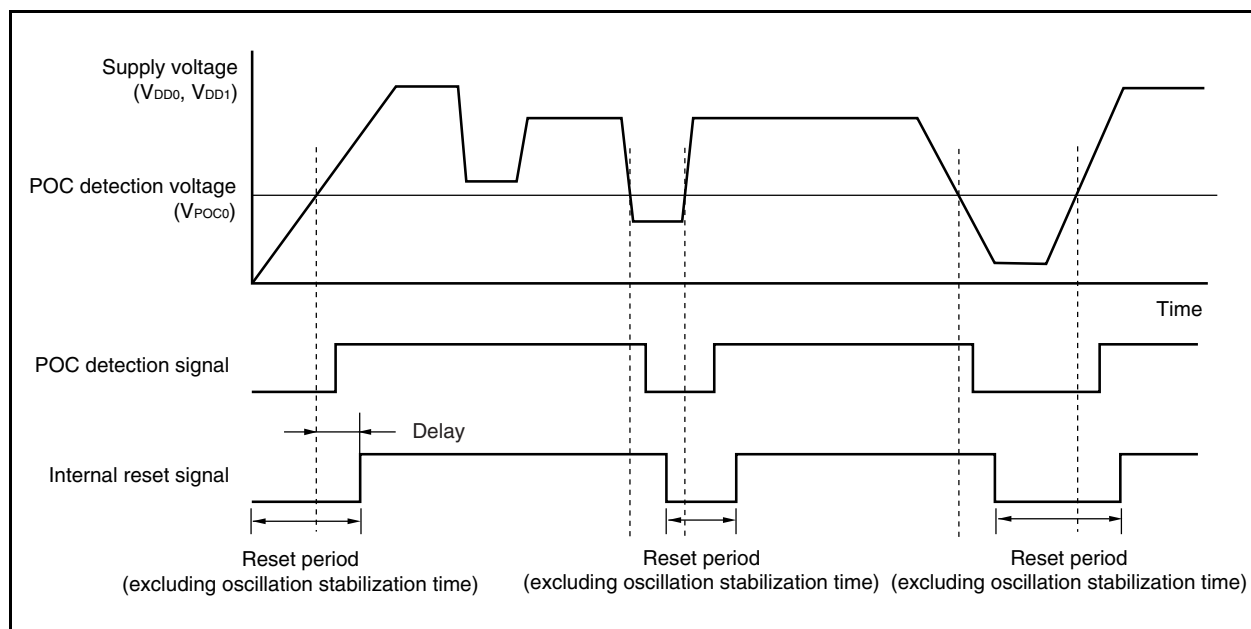 Supply voltage
(VDD0, VDD1)
POC detection voltage
(VPOC0)
Time
POC detection signal
Delay
Internal reset signal
Reset period
(excluding oscillation stabilization time)
Reset period
(excluding oscillation stabilization time)
Reset period
(excluding oscillation stabilization time)